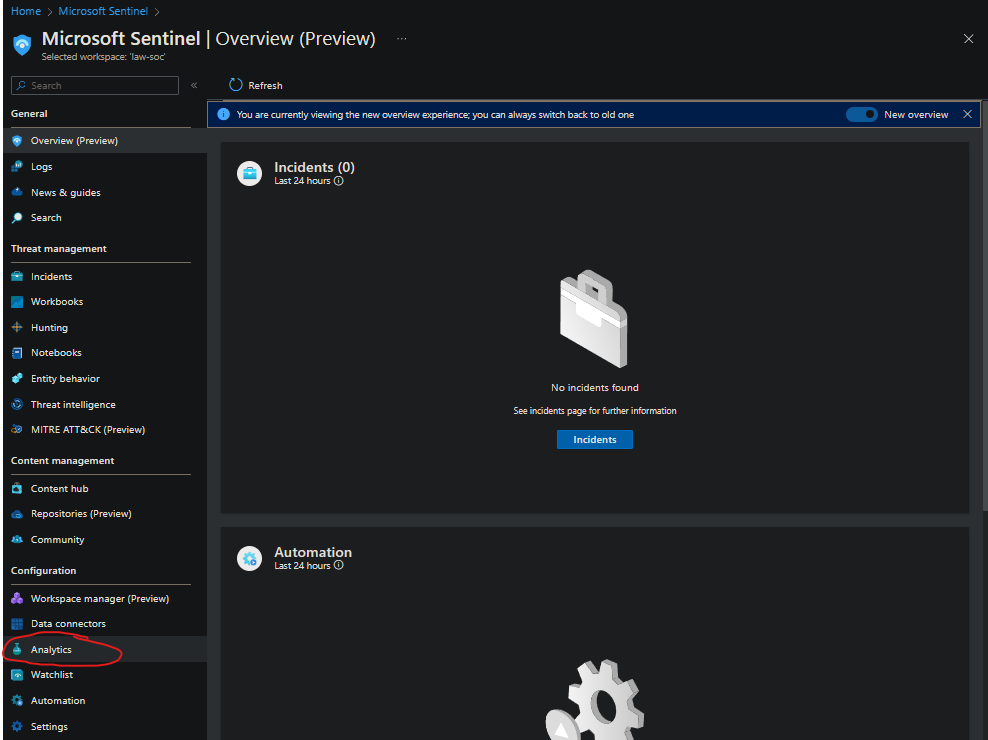 Home > Microsoft Sentinel >
Microsoft Sentinel | Overview (Preview) ...
Selected workspace: 'law-soc'
Search «
Refresh
General
Overview (Preview)
Logs
News & guides
Search
Threat management
Incidents
Workbooks
Hunting
Notebooks
Entity behavior
Threat intelligence
MITRE ATT&CK (Preview)
Content management
Content hub
Repositories (Preview)
Community
Configuration
Workspace manager (Preview)
Data connectors
Analytics
Watchlist
Automation
Settings
You are currently viewing the new overview experience; you can always switch back to old one
New overview
Incidents (0)
Last 24 hours
No incidents found
See incidents page for further information
Incidents
Automation
Last 24 hours